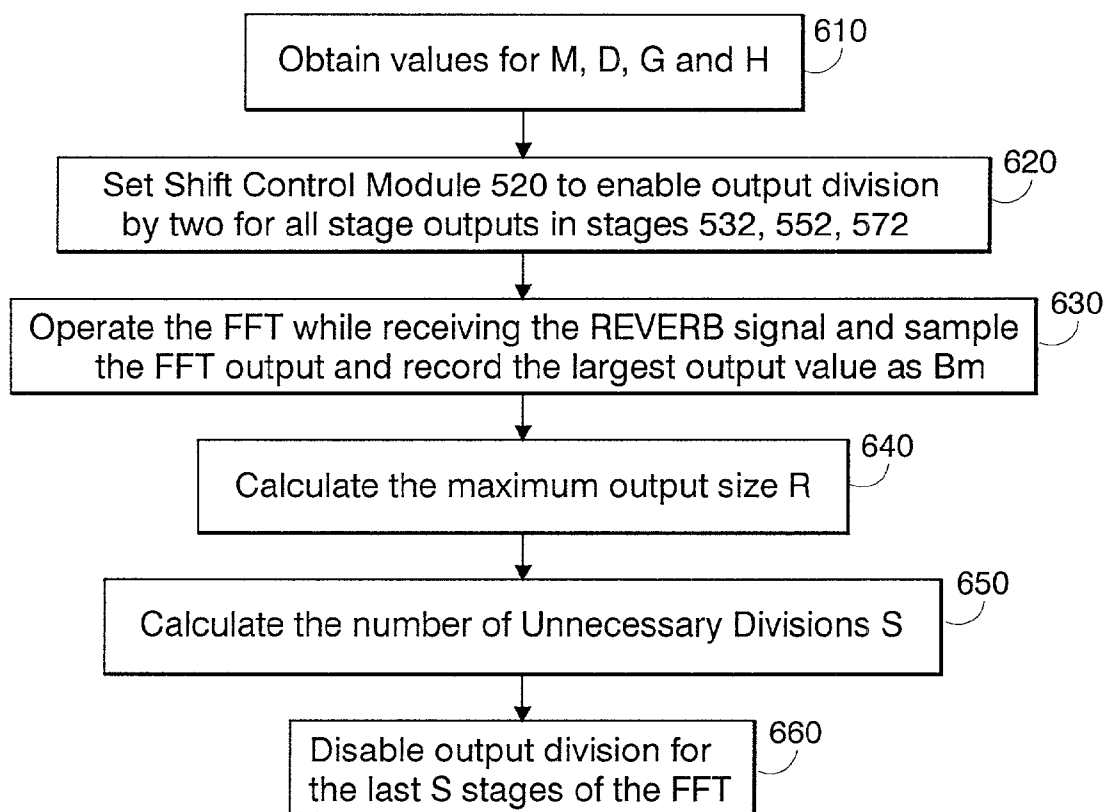 Obtain values for M, D, G and H
610
Set Shift Control Module 520 to enable output division
by two for all stage outputs in stages 532, 552, 572
620
Operate the FFT while receiving the REVERB signal and sample
the FFT output and record the largest output value as Bm
630
Calculate the maximum output size R
640
Calculate the number of Unnecessary Divisions S
650
Disable output division for
the last S stages of the FFT
660